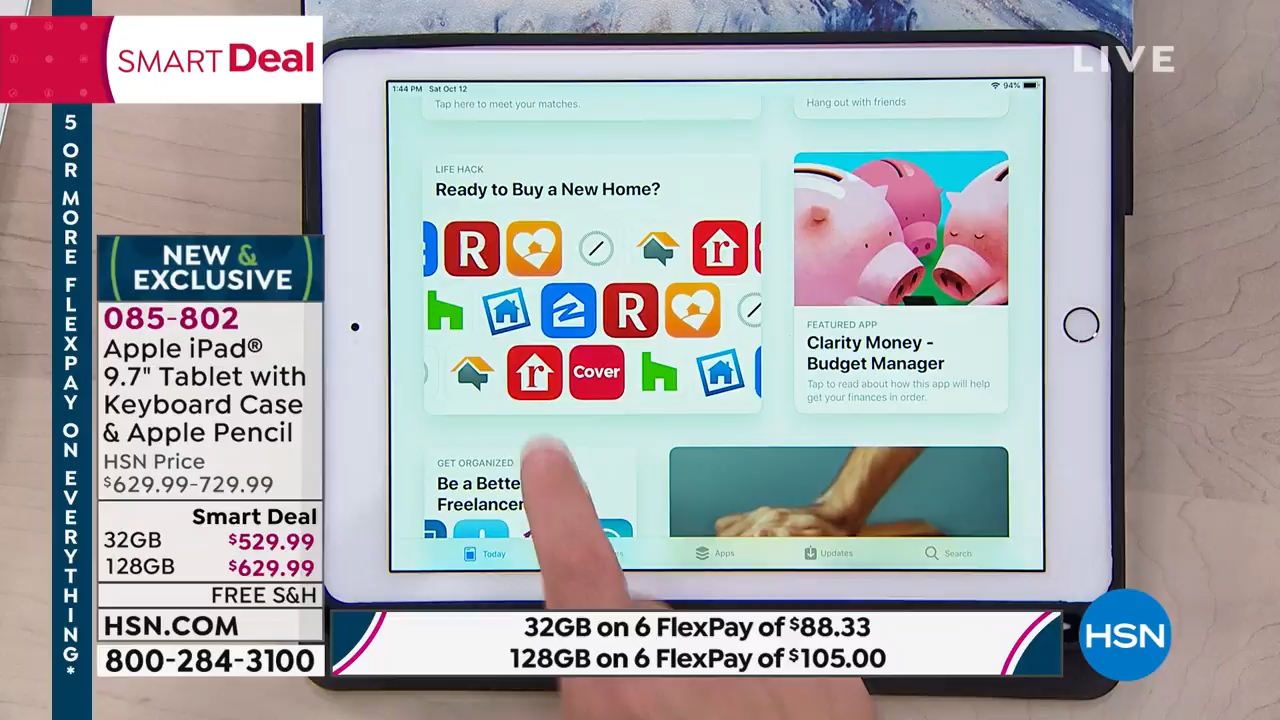 SMART Deal
LIVE
5 OR MORE FLEXPAY ON EVERYTHING*
NEW &
EXCLUSIVE
085-802
Apple iPad®
9.7" Tablet with
Keyboard Case
& Apple Pencil
HSN Price
$629.99-729.99
Smart Deal
32GB $529.99
128GB $629.99
FREE S&H
HSN.COM
800-284-3100
1:44 PM Sat Oct 12
94%
Tap here to meet your matches.
Hang out with friends
LIFE HACK
Ready to Buy a New Home?
R
r
R
r
Cover
FEATURED APP
Clarity Money -
Budget Manager
Tap to read about how this app will help
get your finances in order.
GET ORGANIZED
Be a Bette
Freelancer
Today
Apps
Updates
Search
32GB on 6 FlexPay of $88.33
128GB on 6 FlexPay of $105.00
HSN